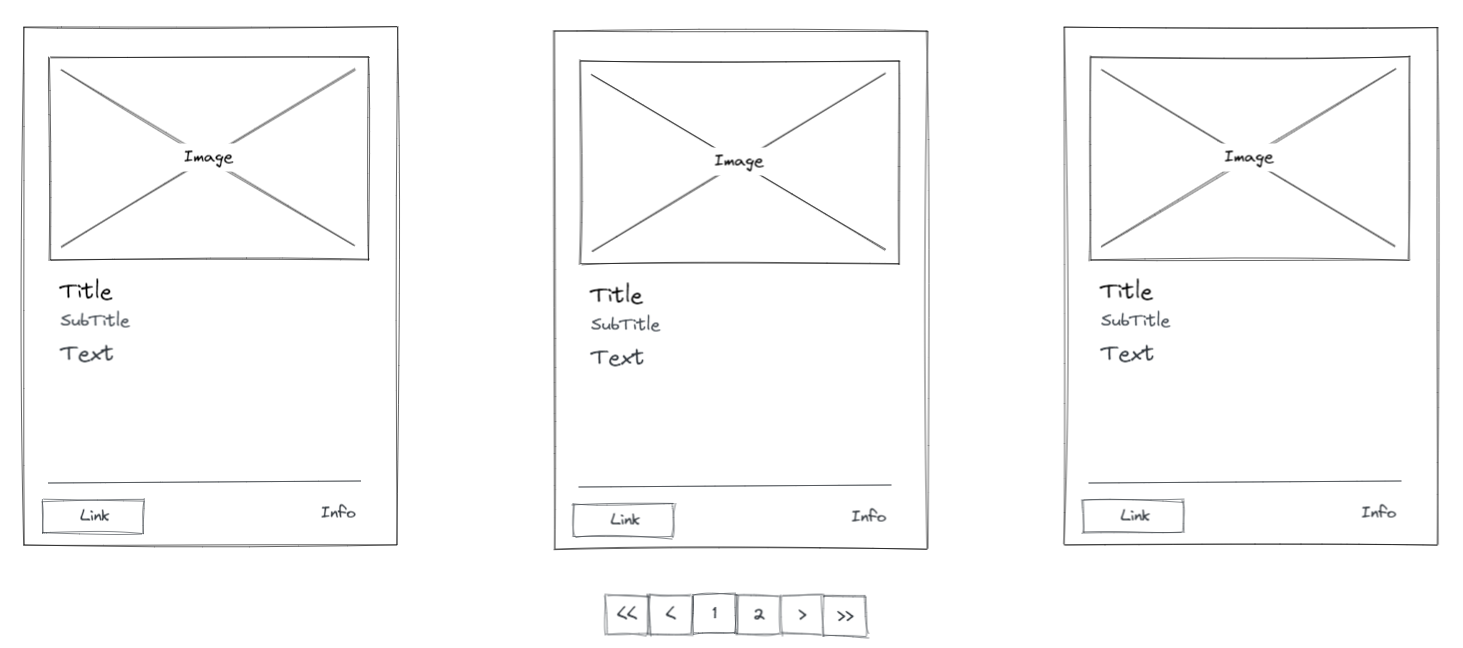 Image
Title
SubTitle
Text
Link Info
Image
Title
SubTitle
Text
Link Info
Image
Title
SubTitle
Text
Link Info
<< < 1 2 > >>